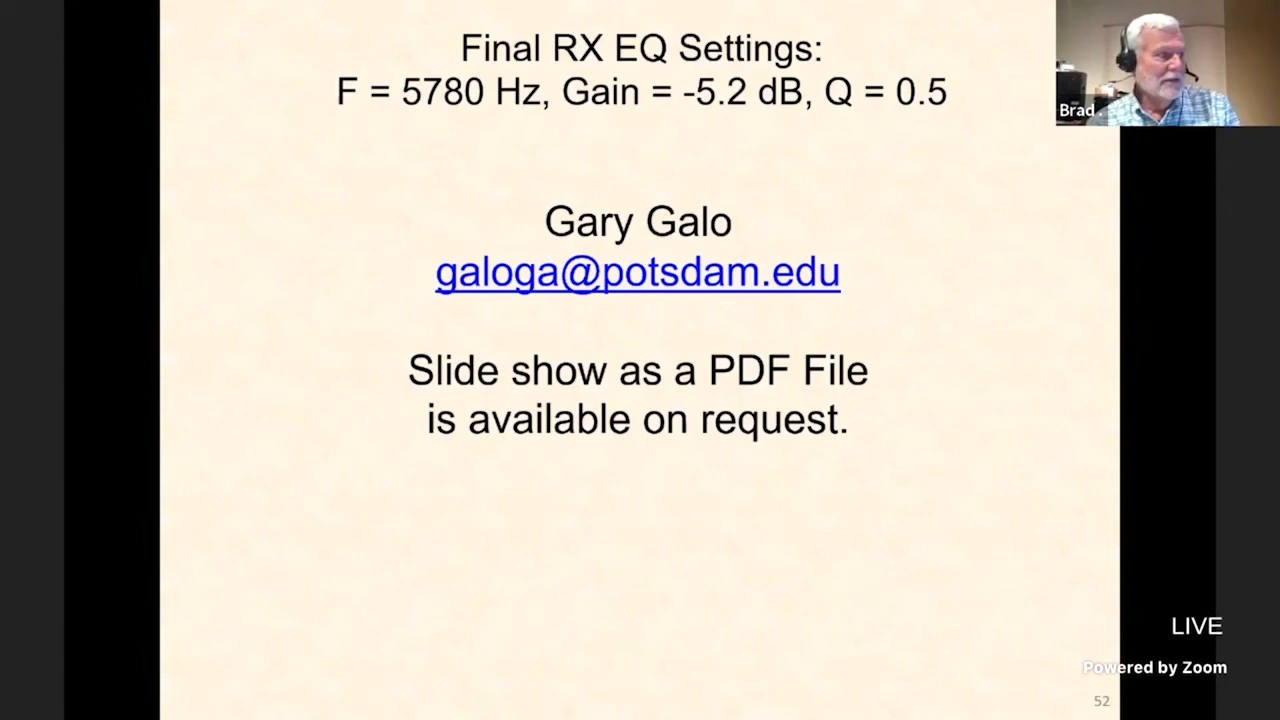 Final RX EQ Settings:
F = 5780 Hz, Gain = -5.2 dB, Q = 0.5
Brad .
Gary Galo
galoga@potsdam.edu
Slide show as a PDF File
is available on request.
LIVE
Powered by Zoom
52